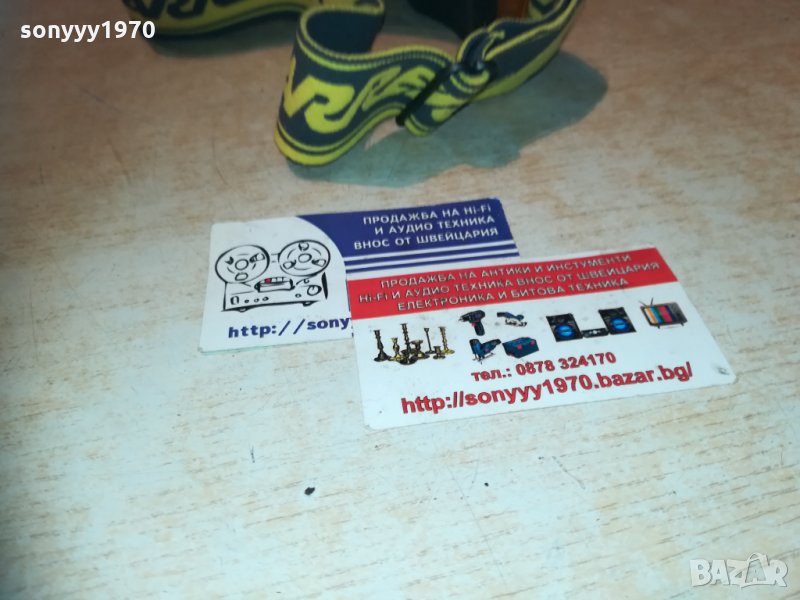 sonyyy1970
ПРОДАЖБА НА Hi-Fi
И АУДИО ТЕХНИКА
ВНОС ОТ ШВЕЙЦАРИЯ
http://sony
ПРОДАЖБА НА АНТИКИ И ИНСТУМЕНТИ
Hi-Fi И АУДИО ТЕХНИКА ВНОС ОТ ШВЕЙЦАРИЯ
ЕЛЕКТРОНИКА И БИТОВА ТЕХНИКА
тел.: 0878 324170
http://sonyyy1970.bazar.bg/
BAZAR